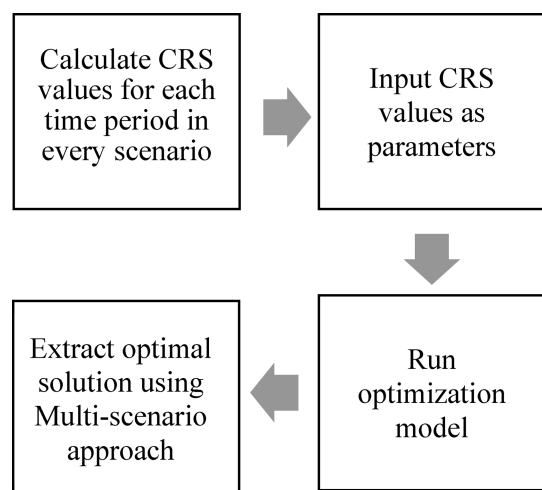 Calculate CRS
values for each
time period in
every scenario
Input CRS
values as
parameters
Run
optimization
model
Extract optimal
solution using
Multi-scenario
approach